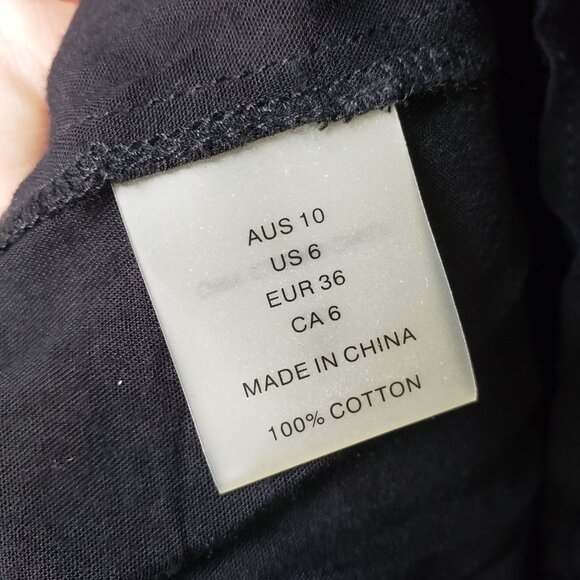 AUS 10
US 6
EUR 36
CA 6
MADE IN CHINA
100% COTTON